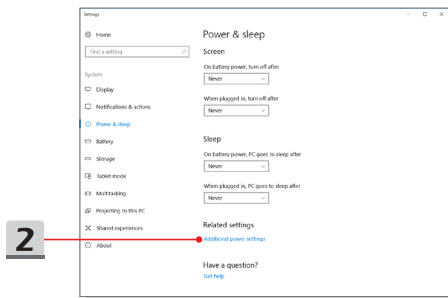 Settings
Home
Find a setting
System
Display
Notifications & actions
Power & sleep
Battery
Storage
Tablet mode
Multitasking
Projecting to this PC
Shared experiences
About
Power & sleep
Screen
On battery power, turn off after
Never
When plugged in, turn off after
Never
Sleep
On battery power, PC goes to sleep after
Never
When plugged in, PC goes to sleep after
Never
Related settings
Additional power settings
Have a question?
Get help
2